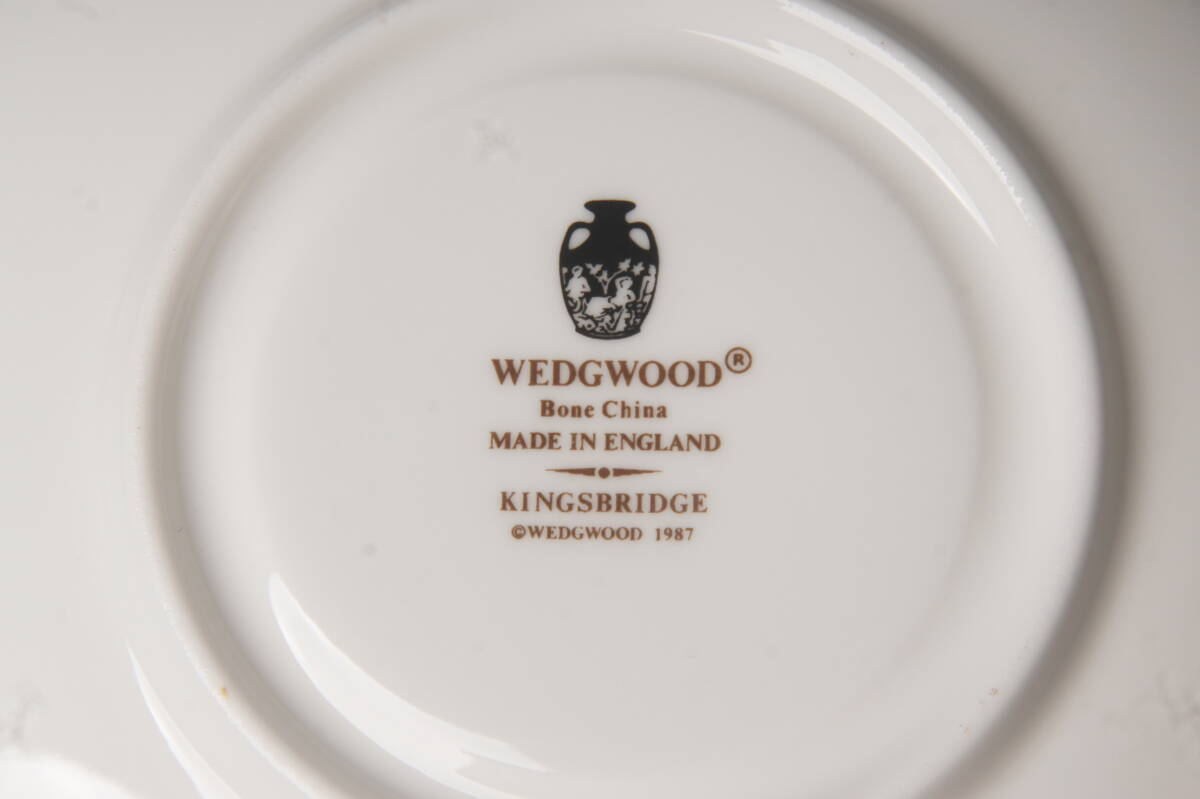 WEDGWOOD®
Bone China
MADE IN ENGLAND
KINGSBRIDGE
©WEDGWOOD 1987